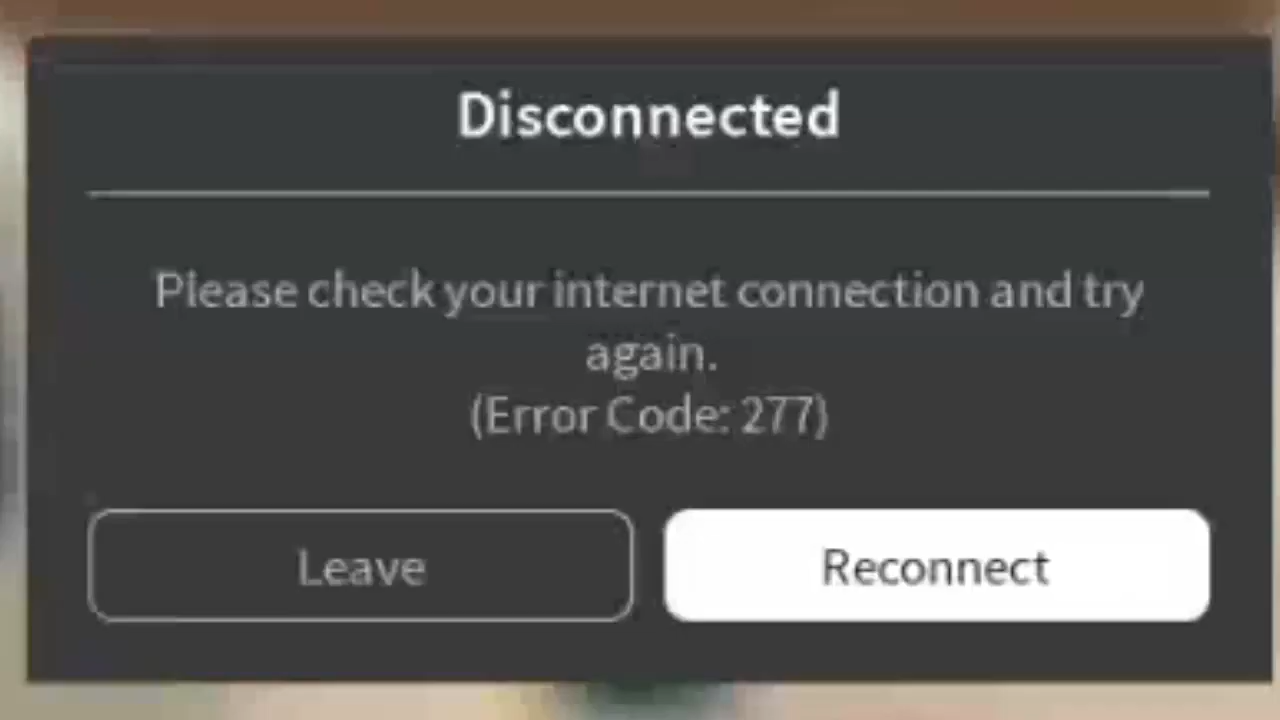 Disconnected
Please check your internet connection and try
again.
(Error Code: 277)
Leave
Reconnect